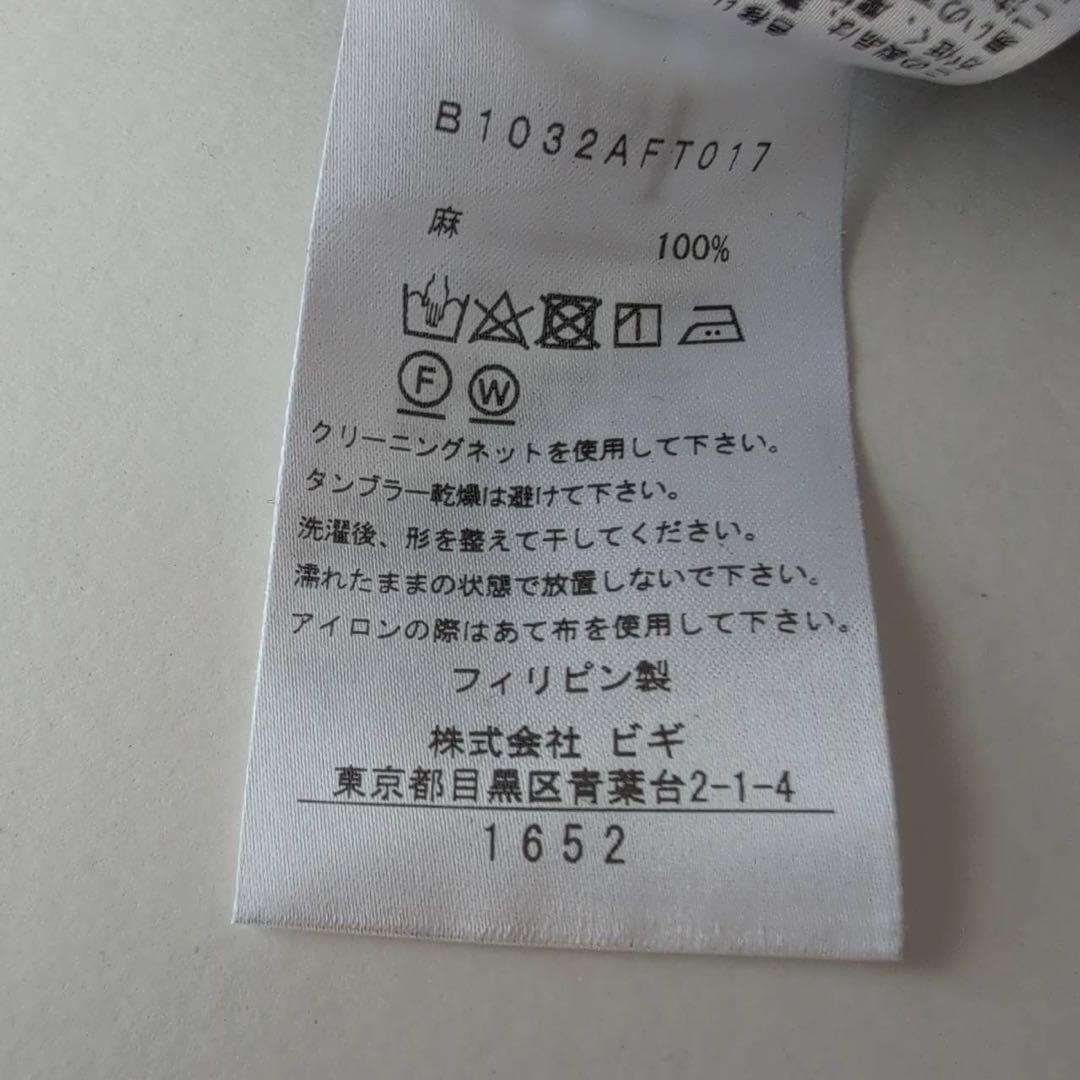 この製品は、
B1032AFT017
麻 100%
F W
クリーニングネットを使用して下さい。
タンブラー乾燥は避けて下さい。
洗濯後、形を整えて干してください。
濡れたままの状態で放置しないで下さい。
アイロンの際はあて布を使用して下さい。
フィリピン製
株式会社 ビギ
東京都目黒区青葉台2-1-4
1652